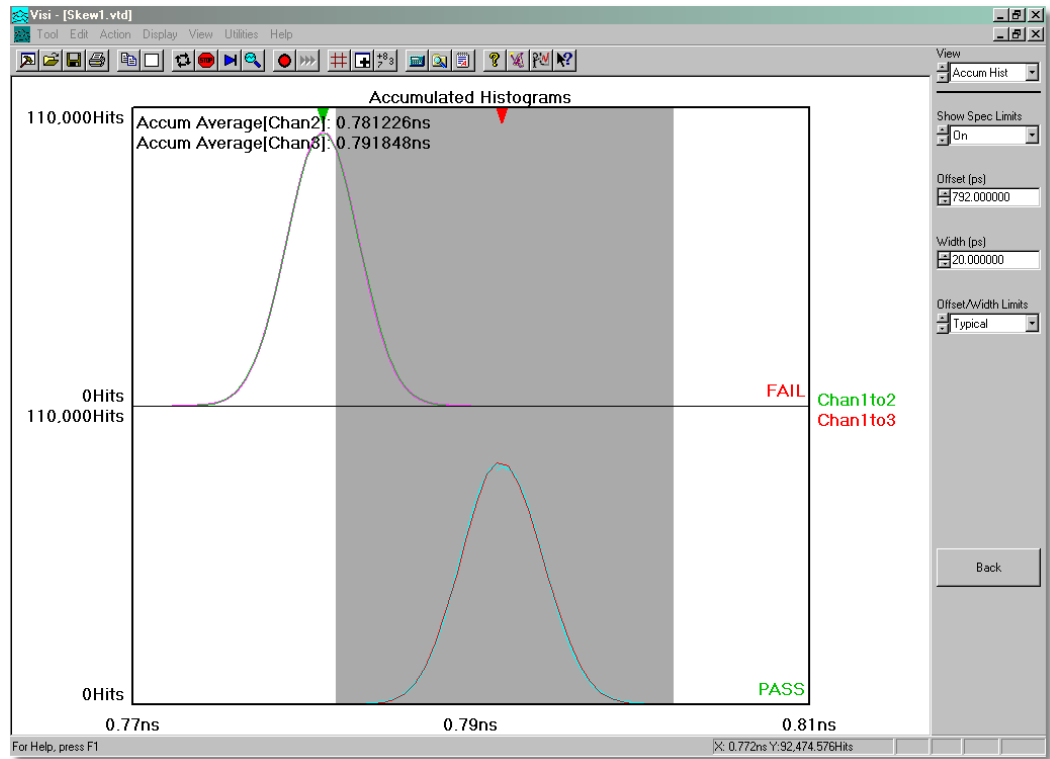 Visi - [Skew1.vtd]
Tool Edit Action Display View Utilities Help
STOP
View
Accum Hist
Show Spec Limits
On
Offset (ps)
792.000000
Width (ps)
20.000000
Offset/Width Limits
Typical
Back
Accumulated Histograms
110,000Hits
Accum Average[Chan2]: 0.781226ns
Accum Average[Chan3]: 0.791848ns
0Hits
FAIL
Chan1to2
110,000Hits
Chan1to3
0Hits
PASS
0.77ns 0.79ns 0.81ns
For Help, press F1
X: 0.772ns Y:92,474.576Hits